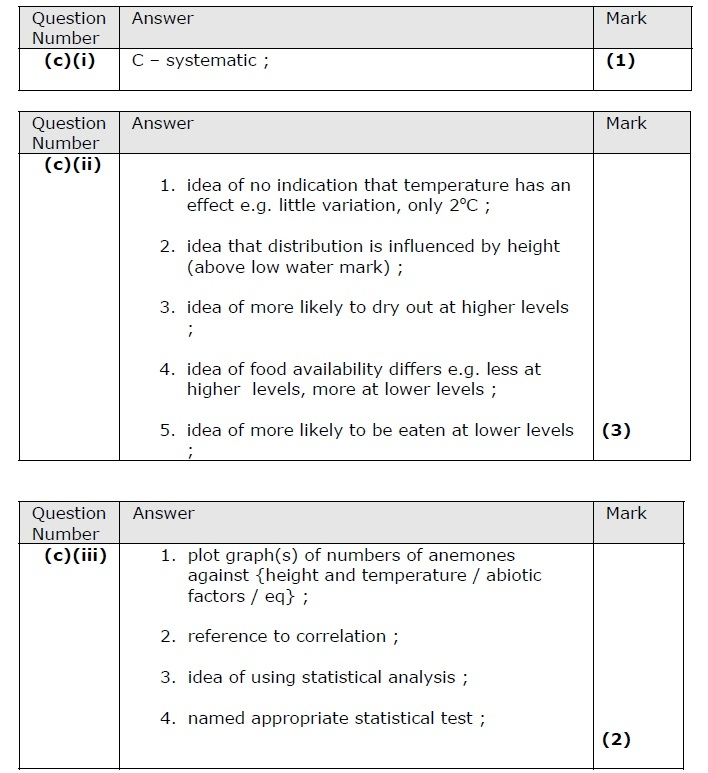 Question Number Answer Mark
(c)(i) C – systematic ; (1)
Question Number Answer Mark
(c)(ii)
1. idea of no indication that temperature has an
effect e.g. little variation, only 2ºC ;
2. idea that distribution is influenced by height
(above low water mark) ;
3. idea of more likely to dry out at higher levels
;
4. idea of food availability differs e.g. less at
higher levels, more at lower levels ;
5. idea of more likely to be eaten at lower levels (3)
;
Question Number Answer Mark
(c)(iii) 1. plot graph(s) of numbers of anemones
against {height and temperature / abiotic
factors / eq} ;
2. reference to correlation ;
3. idea of using statistical analysis ;
4. named appropriate statistical test ;
(2)